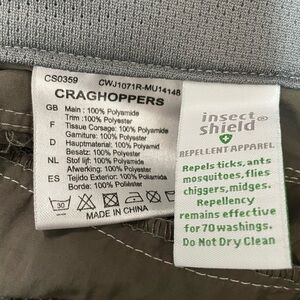 CS0359 CWJ1071R-MU14148
CRAGHOPPERS
GB Main : 100% Polyamide
Trim : 100% Polyester
F Tissue Corsage: 100% Polyamide
Garniture: 100% Polyester
D Hauptmaterial: 100% Polyamid
Besatz: 100% Polyester
NL Stof lijf: 100% Polyamide
Afwerking: 100% Polyester
ES Tejido Exterior: 100% Poliamida
Borde: 100% Poliéster
30
MADE IN CHINA
insect
shield®
REPELLENT APPAREL
Repels ticks, ants
mosquitoes, flies
chiggers, midges.
Repellency
remains effective
for 70 washings.
Do Not Dry Clean